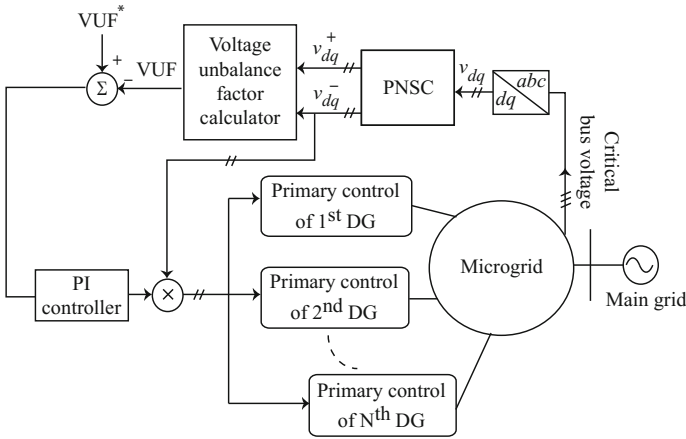 VUF*
+
Σ
−
VUF
Voltage
unbalance
factor
calculator
v⁺dq
v⁻dq
PNSC
vdq
abc
dq
Critical
bus voltage
Primary control
of 1st DG
Primary control
of 2nd DG
Primary control
of Nth DG
PI
controller
×
Microgrid
Main grid